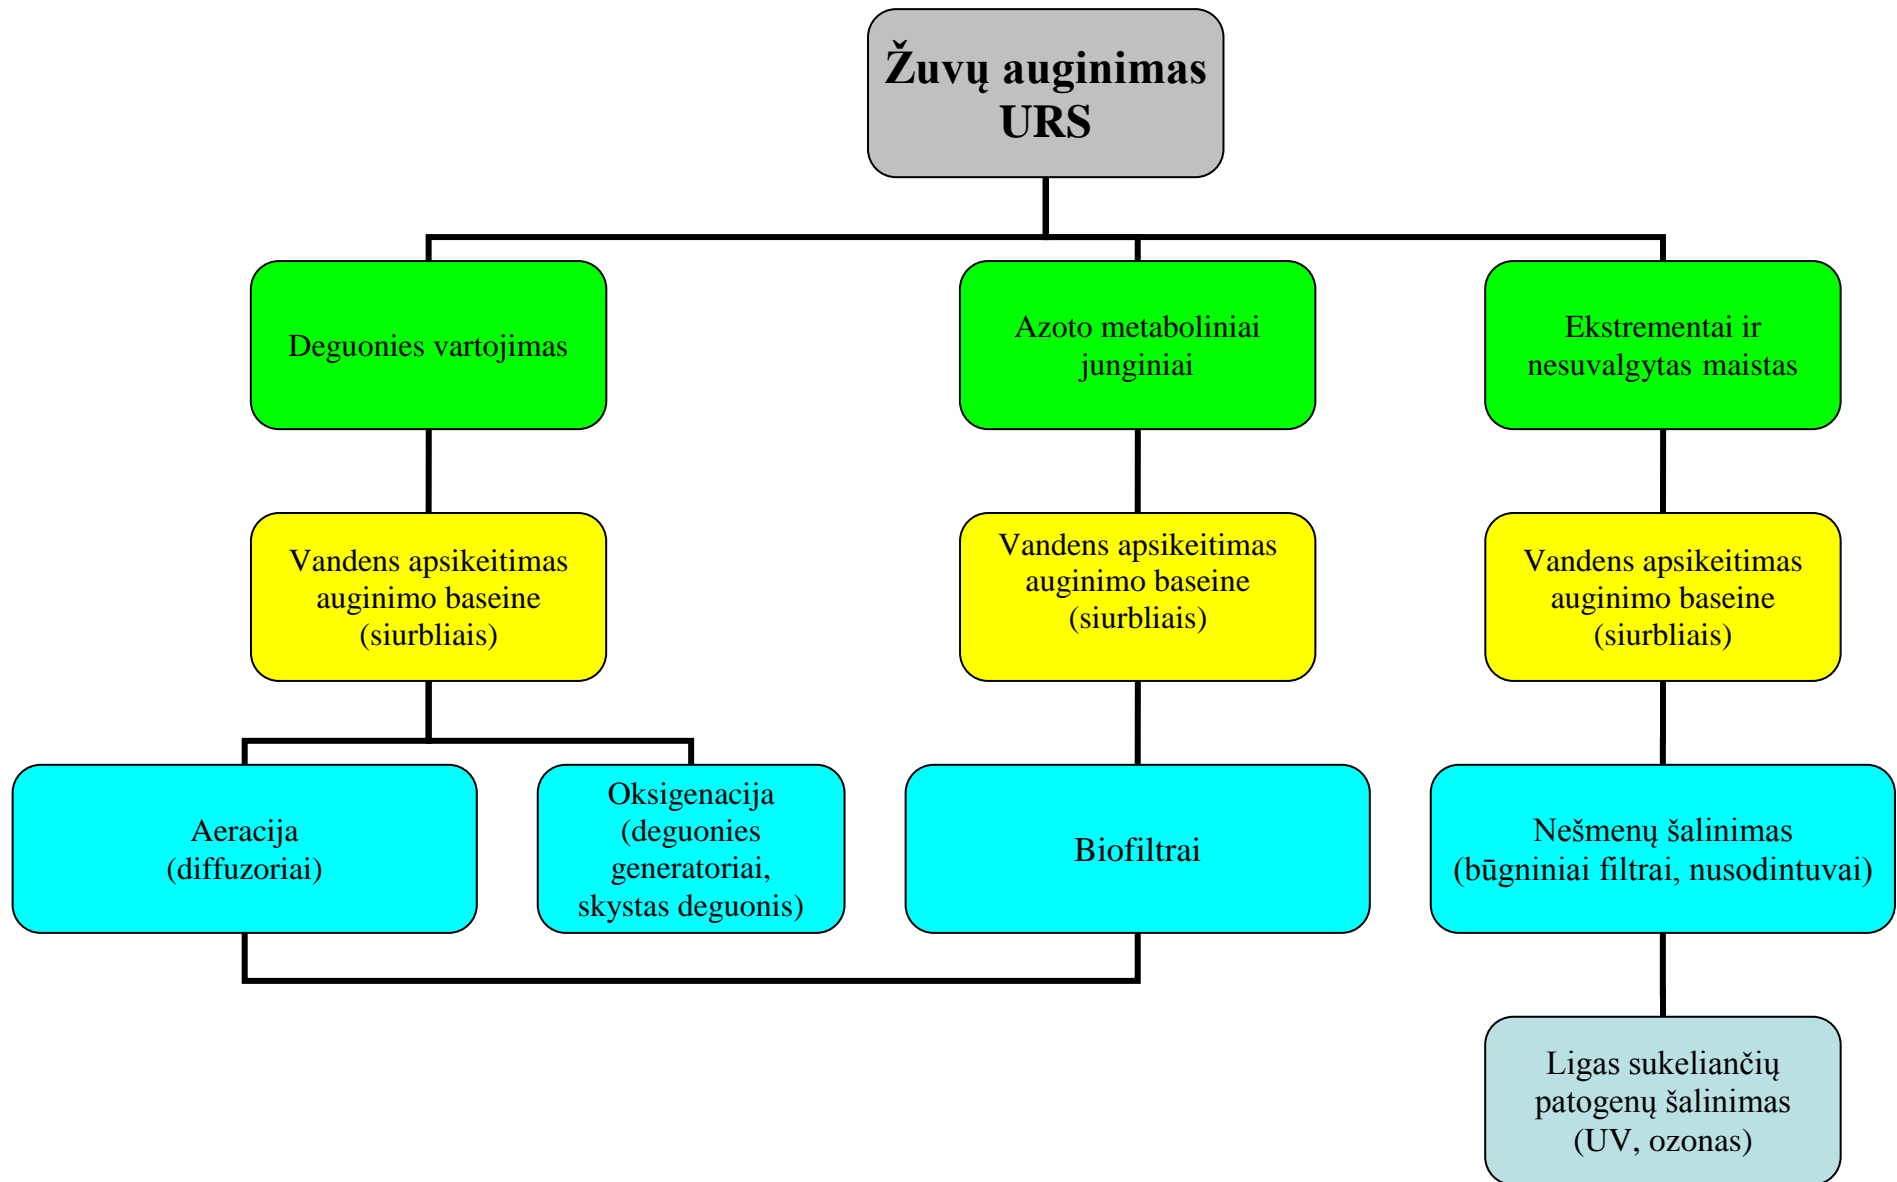 Žuvų auginimas
URS
Deguonies vartojimas
Azoto metaboliniai
junginiai
Ekstrementai ir
nesuvalgytas maistas
Vandens apsikeitimas
auginimo baseine
(siurbliais)
Vandens apsikeitimas
auginimo baseine
(siurbliais)
Vandens apsikeitimas
auginimo baseine
(siurbliais)
Aeracija
(diffuzoriai)
Oksigenacija
(deguonies
generatoriai,
skystas deguonis)
Biofiltrai
Nešmenų šalinimas
(būgniniai filtrai, nusodintuvai)
Ligas sukeliančių
patogenų šalinimas
(UV, ozonas)